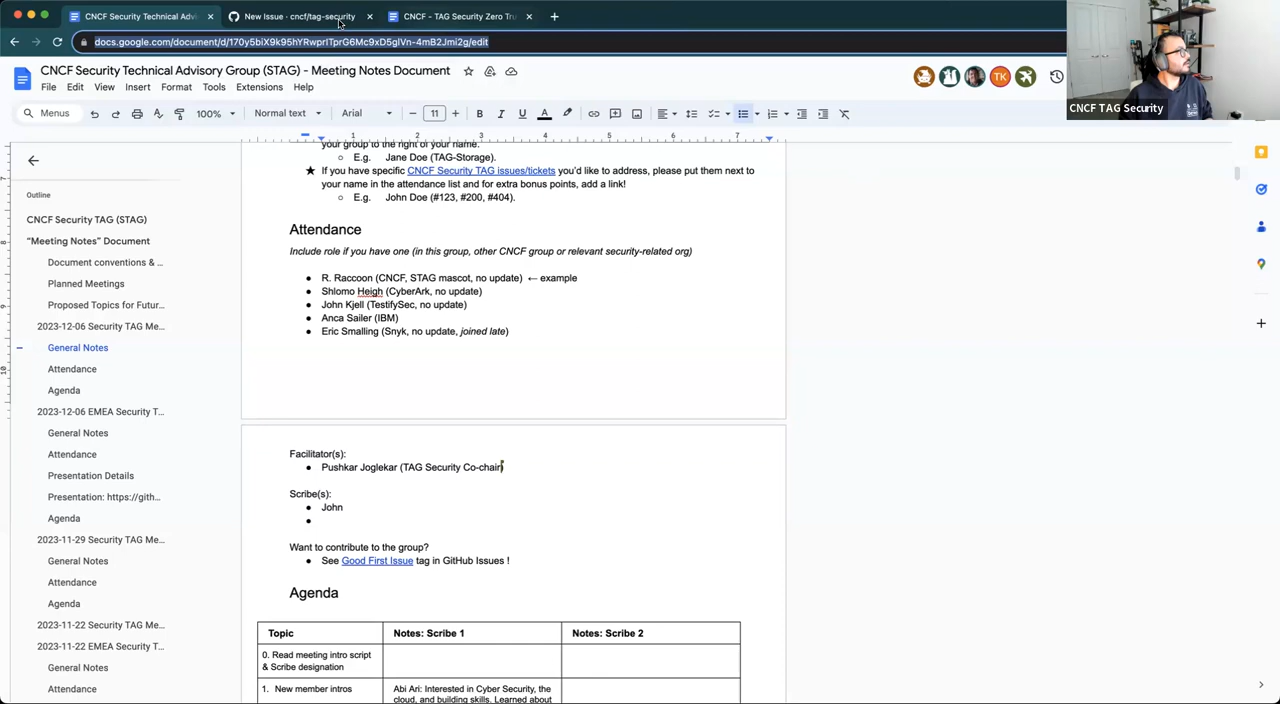 CNCF Security Technical Advi
New Issue · cncf/tag-security
CNCF - TAG Security Zero Tru
docs.google.com/document/d/170y5biX9k95hYRwprITprG6Mc9xD5glVn-4mB2Jmi2g/edit
CNCF Security Technical Advisory Group (STAG) - Meeting Notes Document
File Edit View Insert Format Tools Extensions Help
TK
CNCF TAG Security
Menus
100%
Normal text
Arial
11
B I U A
1 2 3 4 5 6 7
7
8
9
10
Outline
CNCF Security TAG (STAG)
"Meeting Notes" Document
Document conventions & ...
Planned Meetings
Proposed Topics for Futur...
2023-12-06 Security TAG Me...
General Notes
Attendance
Agenda
2023-12-06 EMEA Security T...
General Notes
Attendance
Presentation Details
Presentation: https://gith...
Agenda
2023-11-29 Security TAG Me...
General Notes
Attendance
Agenda
2023-11-22 Security TAG Me...
2023-11-22 EMEA Security T...
General Notes
Attendance
your group to the right of your name.
E.g. Jane Doe (TAG-Storage).
★ If you have specific CNCF Security TAG issues/tickets you'd like to address, please put them next to
your name in the attendance list and for extra bonus points, add a link!
E.g. John Doe (#123, #200, #404).
Attendance
Include role if you have one (in this group, other CNCF group or relevant security-related org)
R. Raccoon (CNCF, STAG mascot, no update) ← example
Shlomo Heigh (CyberArk, no update)
John Kjell (TestifySec, no update)
Anca Sailer (IBM)
Eric Smalling (Snyk, no update, joined late)
Facilitator(s):
Pushkar Joglekar (TAG Security Co-chair)
Scribe(s):
John
Want to contribute to the group?
See Good First Issue tag in GitHub Issues !
Agenda
Topic
Notes: Scribe 1
Notes: Scribe 2
0. Read meeting intro script
& Scribe designation
1. New member intros
Abi Ari: Interested in Cyber Security, the
cloud, and building skills. Learned about